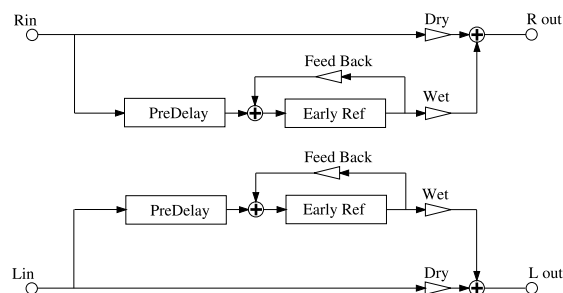 Rin
Dry
R out
Feed Back
Wet
PreDelay
Early Ref
Feed Back
Wet
PreDelay
Early Ref
Lin
Dry
L out